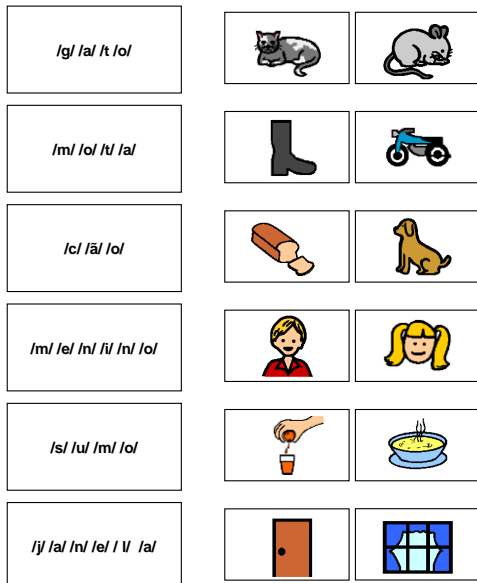 /g/ /a/ /t /o/
/m/ /o/ /t/ /a/
/c/ /ã/ /o/
/m/ /e/ /n/ /i/ /n/ /o/
/s/ /u/ /m/ /o/
/j/ /a/ /n/ /e/ / l/ /a/